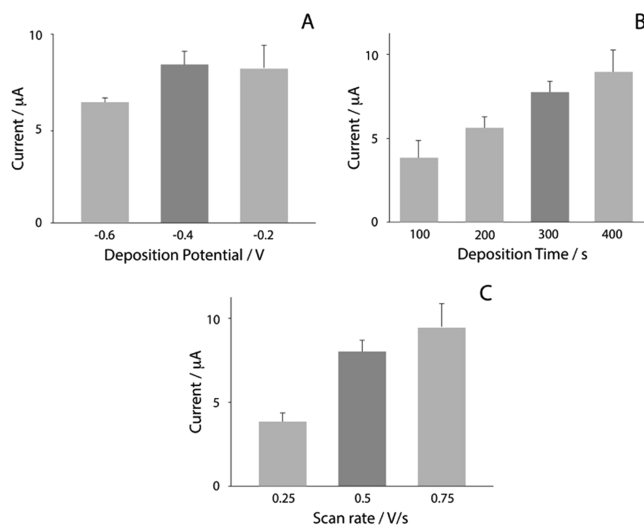 A
10
5
0
Current / μA
-0.6 -0.4 -0.2
Deposition Potential / V
B
10
5
0
Current / μA
100 200 300 400
Deposition Time / s
C
10
5
0
Current / μA
0.25 0.5 0.75
Scan rate / V/s